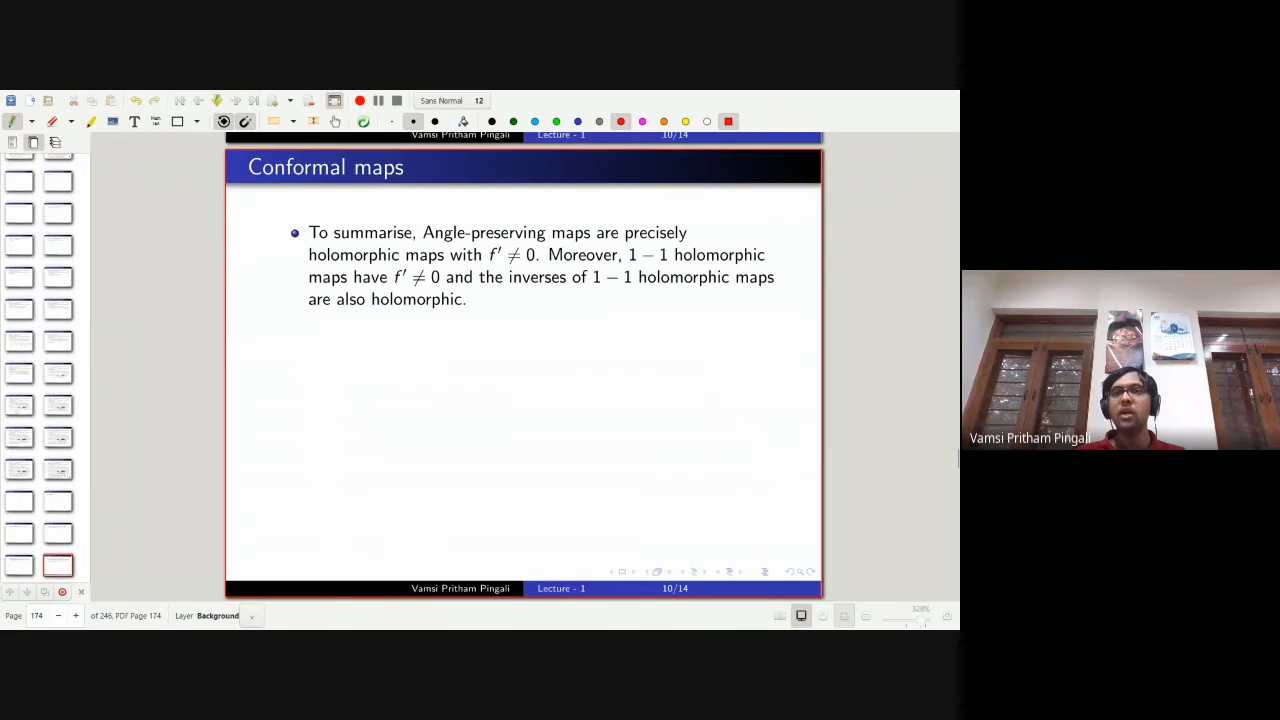 Sans Normal 12
Vamsi Pritham Pingali Lecture - 1 10/14
Conformal maps
To summarise, Angle-preserving maps are precisely
holomorphic maps with f′ ≠ 0. Moreover, 1 − 1 holomorphic
maps have f′ ≠ 0 and the inverses of 1 − 1 holomorphic maps
are also holomorphic.
Vamsi Pritham Pingali Lecture - 1 10/14
Page 174 of 246, PDF Page 174 Layer Background
328%
Vamsi Pritham Pingali